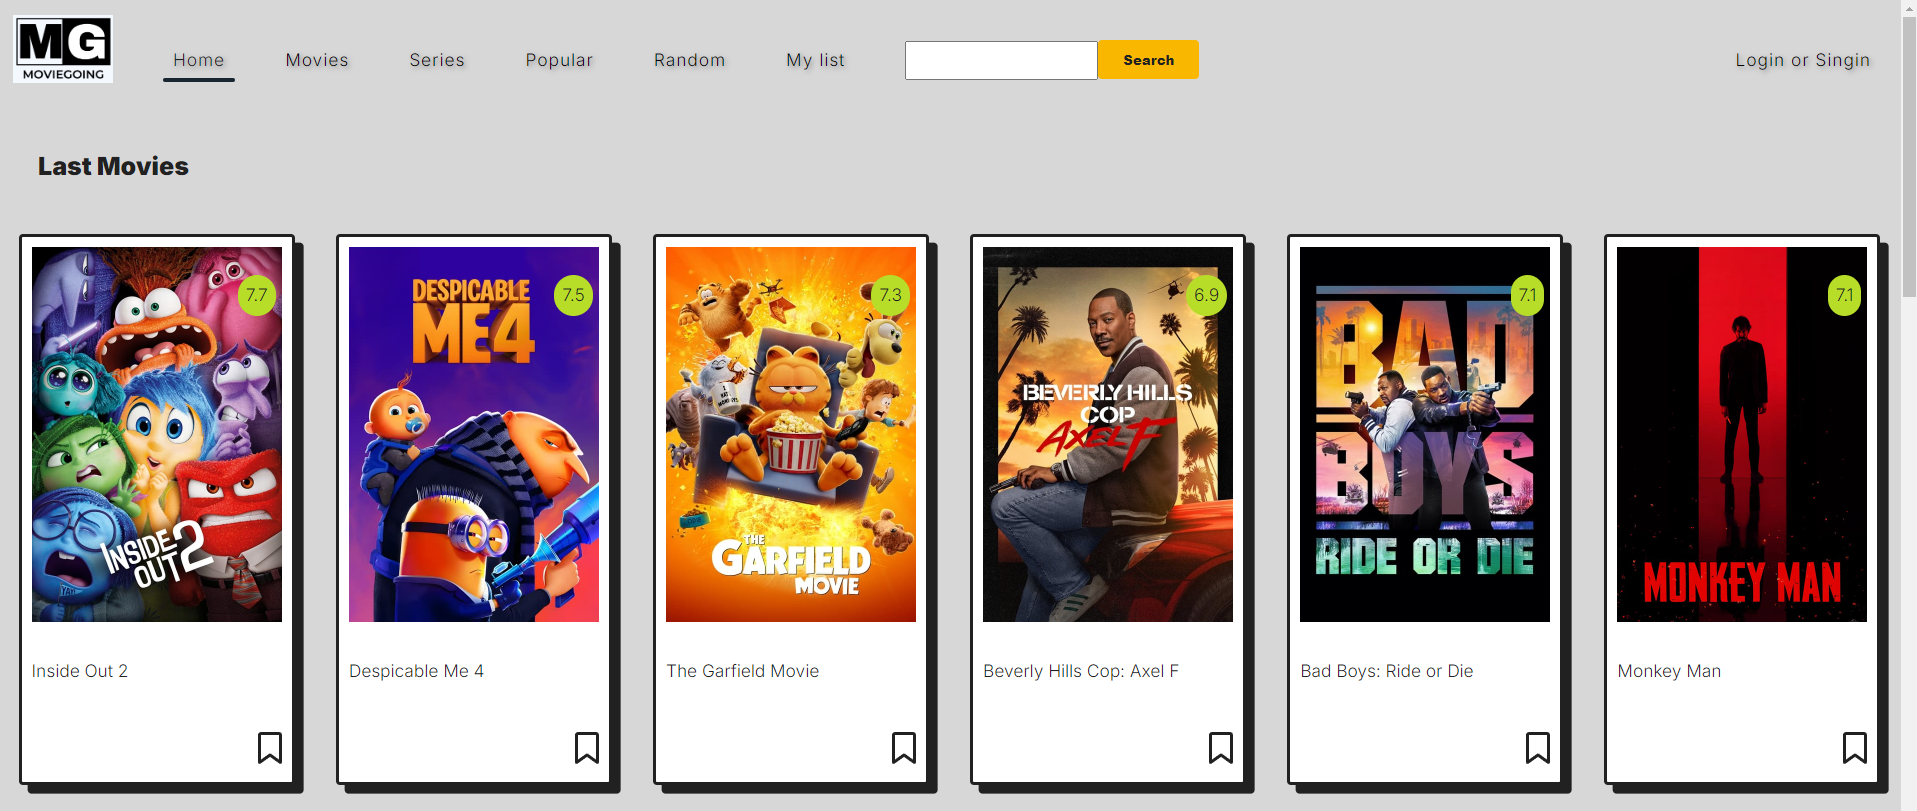 MG
MOVIEGOING
Home Movies Series Popular Random My list Search Login or Singin
Last Movies
7.7
INSIDE
OUT 2
Inside Out 2
7.5
DESPICABLE
ME 4
Despicable Me 4
7.3
THE
GARFIELD
MOVIE
The Garfield Movie
6.9
BEVERLY HILLS
COP
AXEL F
Beverly Hills Cop: Axel F
7.1
BAD
BOYS
RIDE OR DIE
Bad Boys: Ride or Die
7.1
MONKEY MAN
Monkey Man